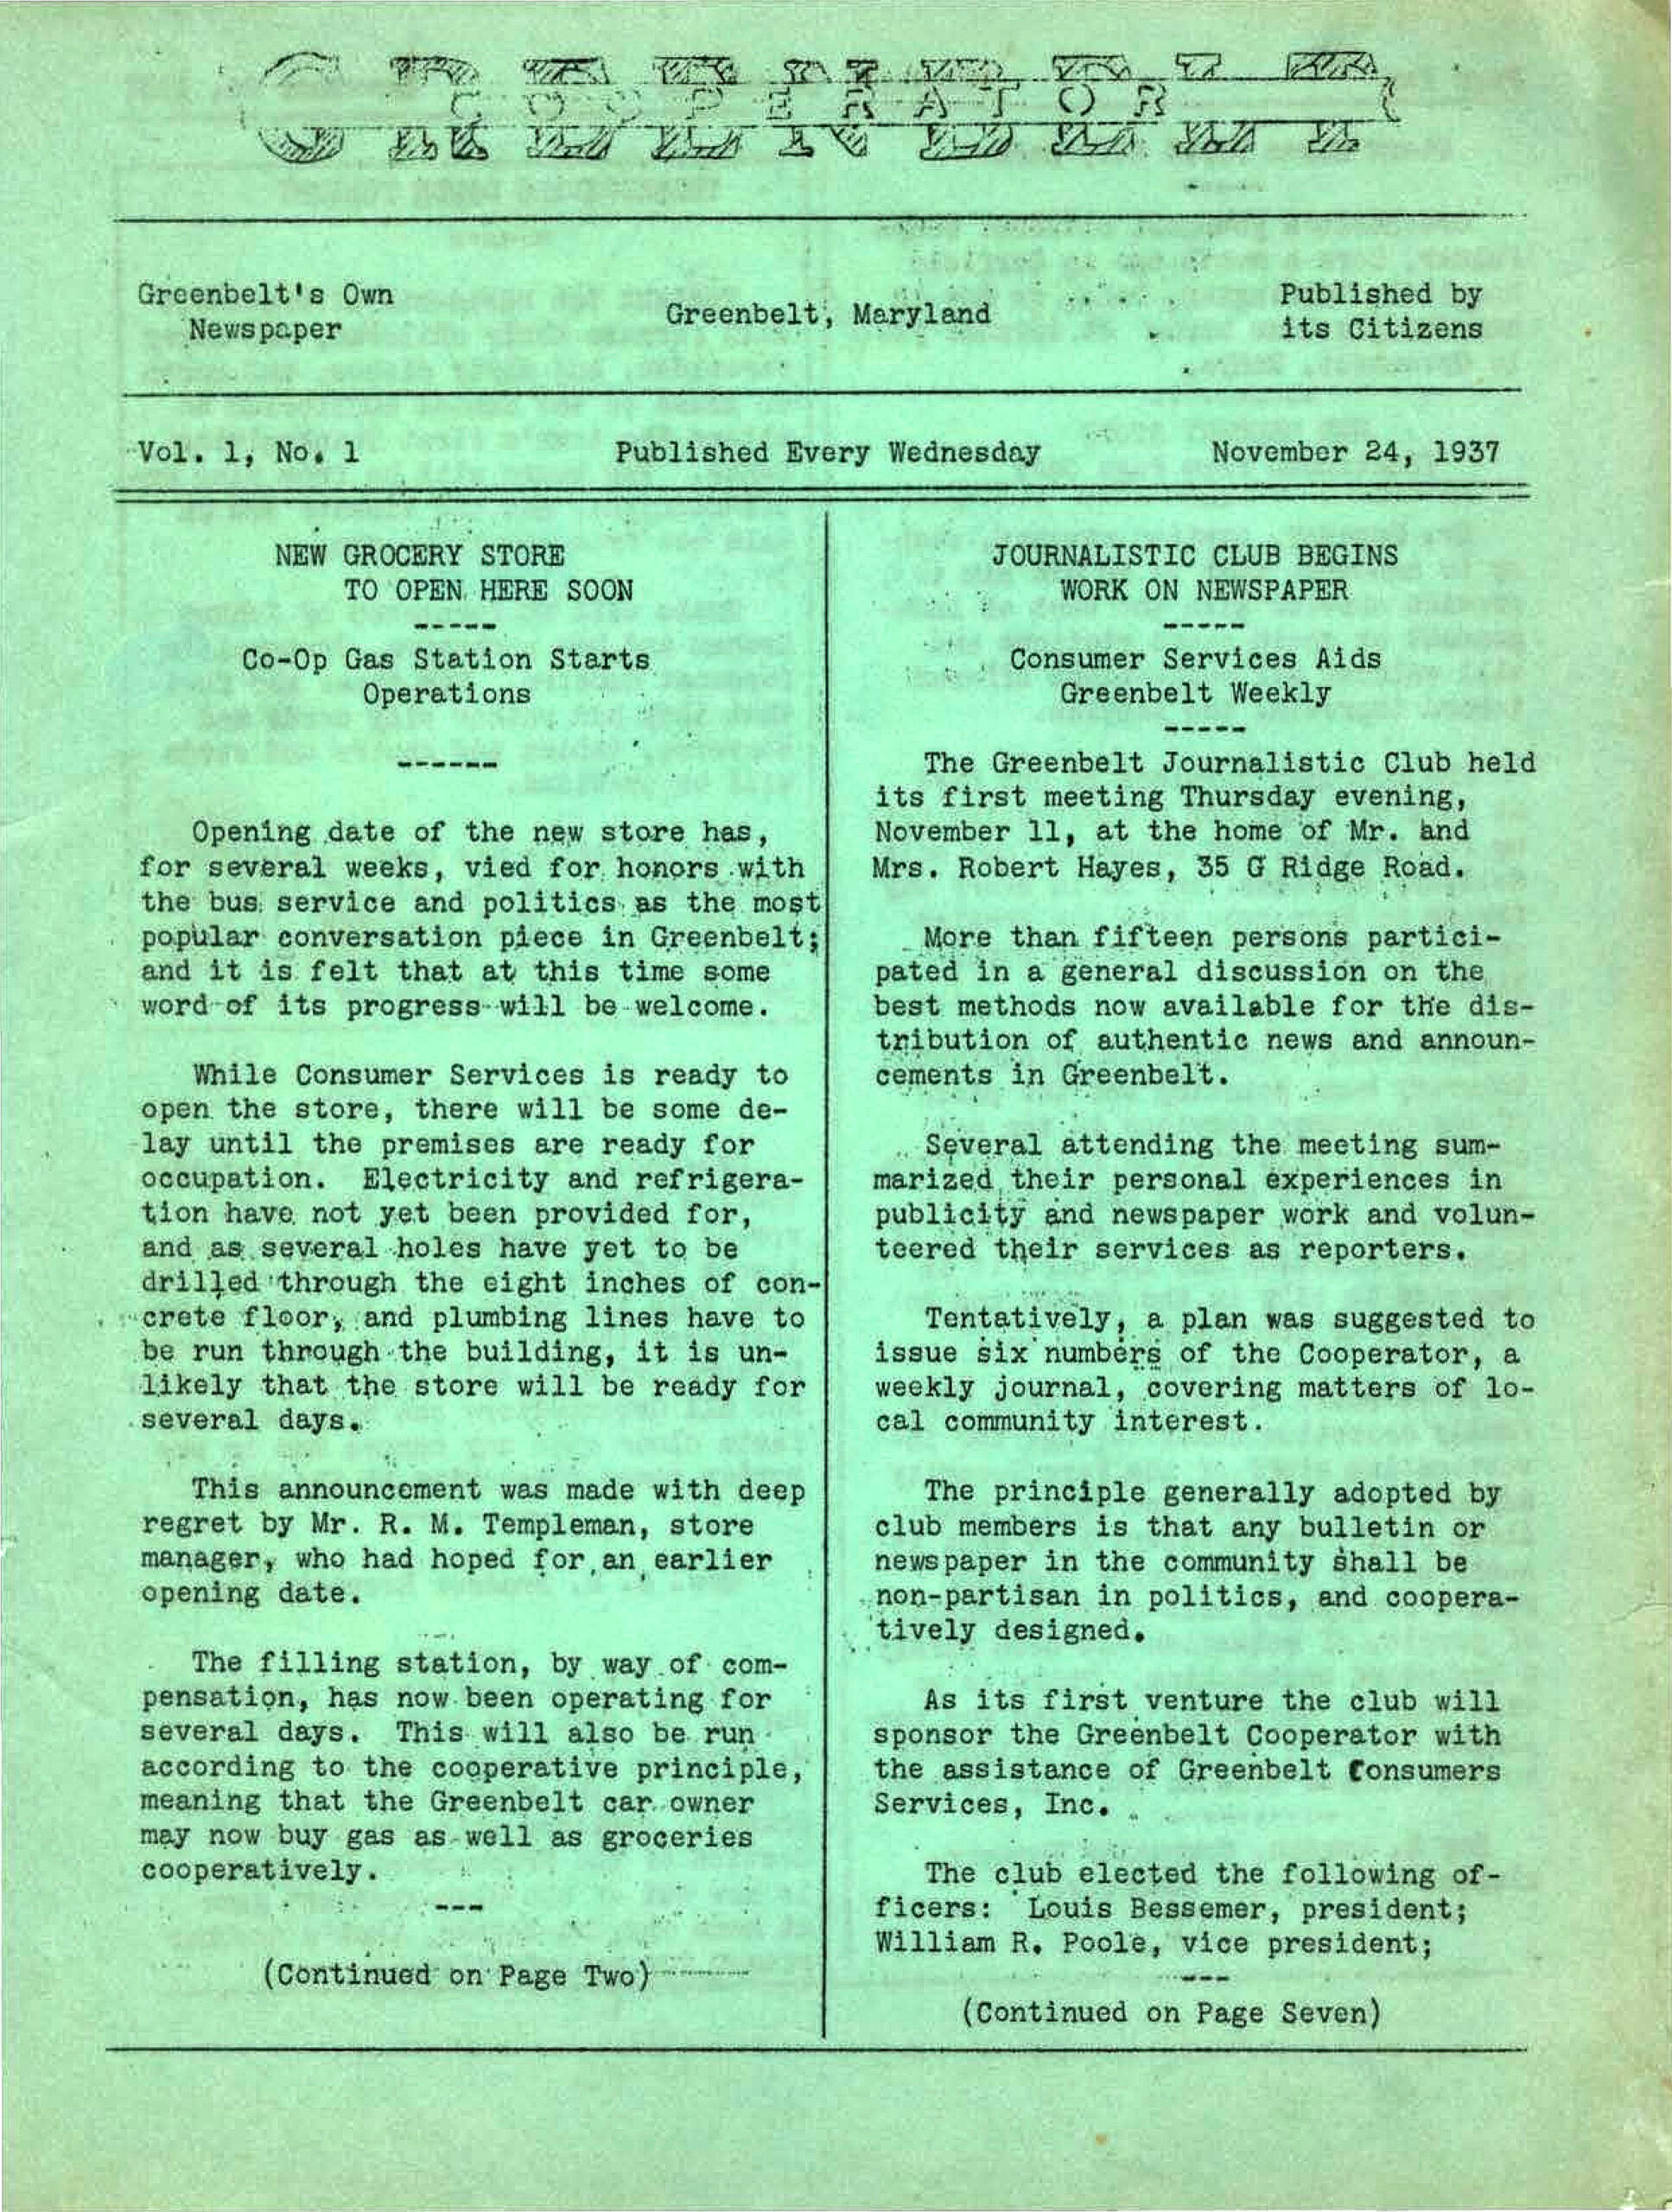 GREENBELT
COOPERATOR
Greenbelt's Own
Newspaper
Greenbelt, Maryland
Published by
its Citizens
Vol. 1, No. 1
Published Every Wednesday
November 24, 1937
NEW GROCERY STORE
TO OPEN HERE SOON
-----
Co-Op Gas Station Starts
Operations
------
Opening date of the new store has,
for several weeks, vied for honors with
the bus service and politics as the most
popular conversation piece in Greenbelt;
and it is felt that at this time some
word of its progress will be welcome.
While Consumer Services is ready to
open the store, there will be some de-
lay until the premises are ready for
occupation. Electricity and refrigera-
tion have not yet been provided for,
and as several holes have yet to be
drilled through the eight inches of con-
crete floor, and plumbing lines have to
be run through the building, it is un-
likely that the store will be ready for
several days.
This announcement was made with deep
regret by Mr. R. M. Templeman, store
manager, who had hoped for an earlier
opening date.
The filling station, by way of com-
pensation, has now been operating for
several days. This will also be run
according to the cooperative principle,
meaning that the Greenbelt car owner
may now buy gas as well as groceries
cooperatively.
---
(Continued on Page Two)
JOURNALISTIC CLUB BEGINS
WORK ON NEWSPAPER
-----
Consumer Services Aids
Greenbelt Weekly
-----
The Greenbelt Journalistic Club held
its first meeting Thursday evening,
November 11, at the home of Mr. and
Mrs. Robert Hayes, 35 G Ridge Road.
More than fifteen persons partici-
pated in a general discussion on the
best methods now available for the dis-
tribution of authentic news and announ-
cements in Greenbelt.
Several attending the meeting sum-
marized their personal experiences in
publicity and newspaper work and volun-
teered their services as reporters.
Tentatively, a plan was suggested to
issue six numbers of the Cooperator, a
weekly journal, covering matters of lo-
cal community interest.
The principle generally adopted by
club members is that any bulletin or
newspaper in the community shall be
non-partisan in politics, and coopera-
tively designed.
As its first venture the club will
sponsor the Greenbelt Cooperator with
the assistance of Greenbelt Consumers
Services, Inc.
The club elected the following of-
ficers: Louis Bessemer, president;
William R. Poole, vice president;
---
(Continued on Page Seven)